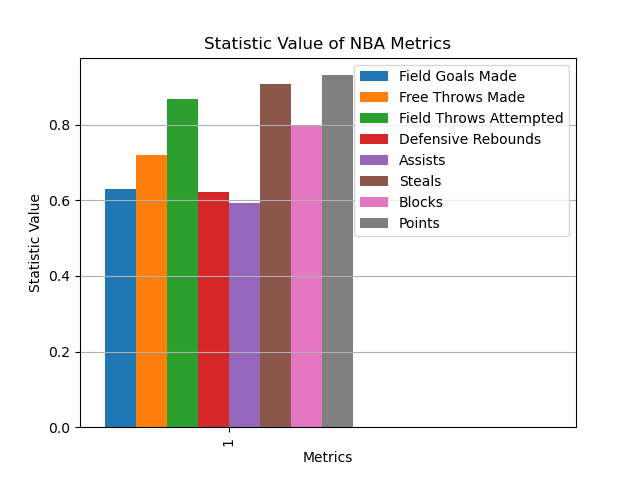 Statistic Value of NBA Metrics
Field Goals Made
Free Throws Made
Field Throws Attempted
Defensive Rebounds
Assists
Steals
Blocks
Points
0.8
0.6
0.4
0.2
0.0
Statistic Value
1
Metrics